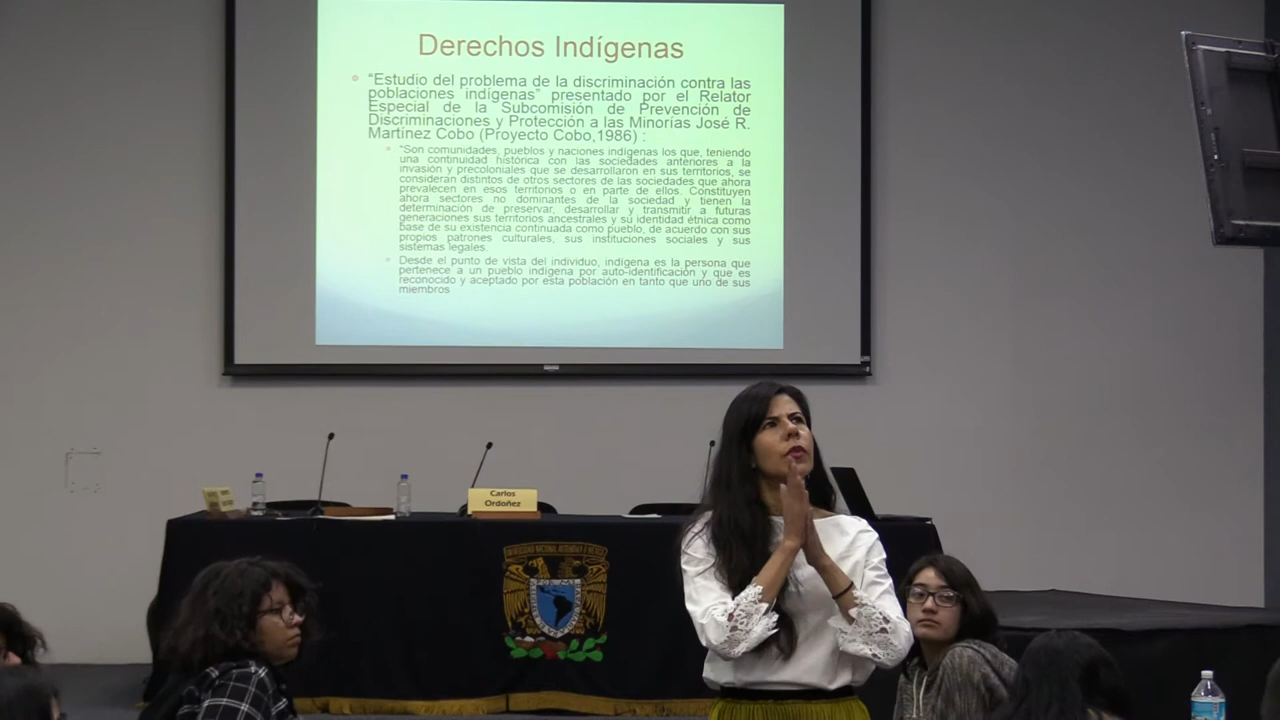 Derechos Indígenas
“Estudio del problema de la discriminación contra las
poblaciones indígenas” presentado por el Relator
Especial de la Subcomisión de Prevención de
Discriminaciones y Protección a las Minorías José R.
Martínez Cobo (Proyecto Cobo,1986) :
“Son comunidades, pueblos y naciones indígenas los que, teniendo
una continuidad histórica con las sociedades anteriores a la
invasión y precoloniales que se desarrollaron en sus territorios, se
consideran distintos de otros sectores de las sociedades que ahora
prevalecen en esos territorios o en parte de ellos. Constituyen
ahora sectores no dominantes de la sociedad y tienen la
determinación de preservar, desarrollar y transmitir a futuras
generaciones sus territorios ancestrales y su identidad étnica como
base de su existencia continuada como pueblo, de acuerdo con sus
propios patrones culturales, sus instituciones sociales y sus
sistemas legales.
Desde el punto de vista del individuo, indígena es la persona que
pertenece a un pueblo indígena por auto-identificación y que es
reconocido y aceptado por esta población en tanto que uno de sus
miembros
Carlos
Ordoñez
UNIVERSIDAD NACIONAL AUTONOMA D MEXICO